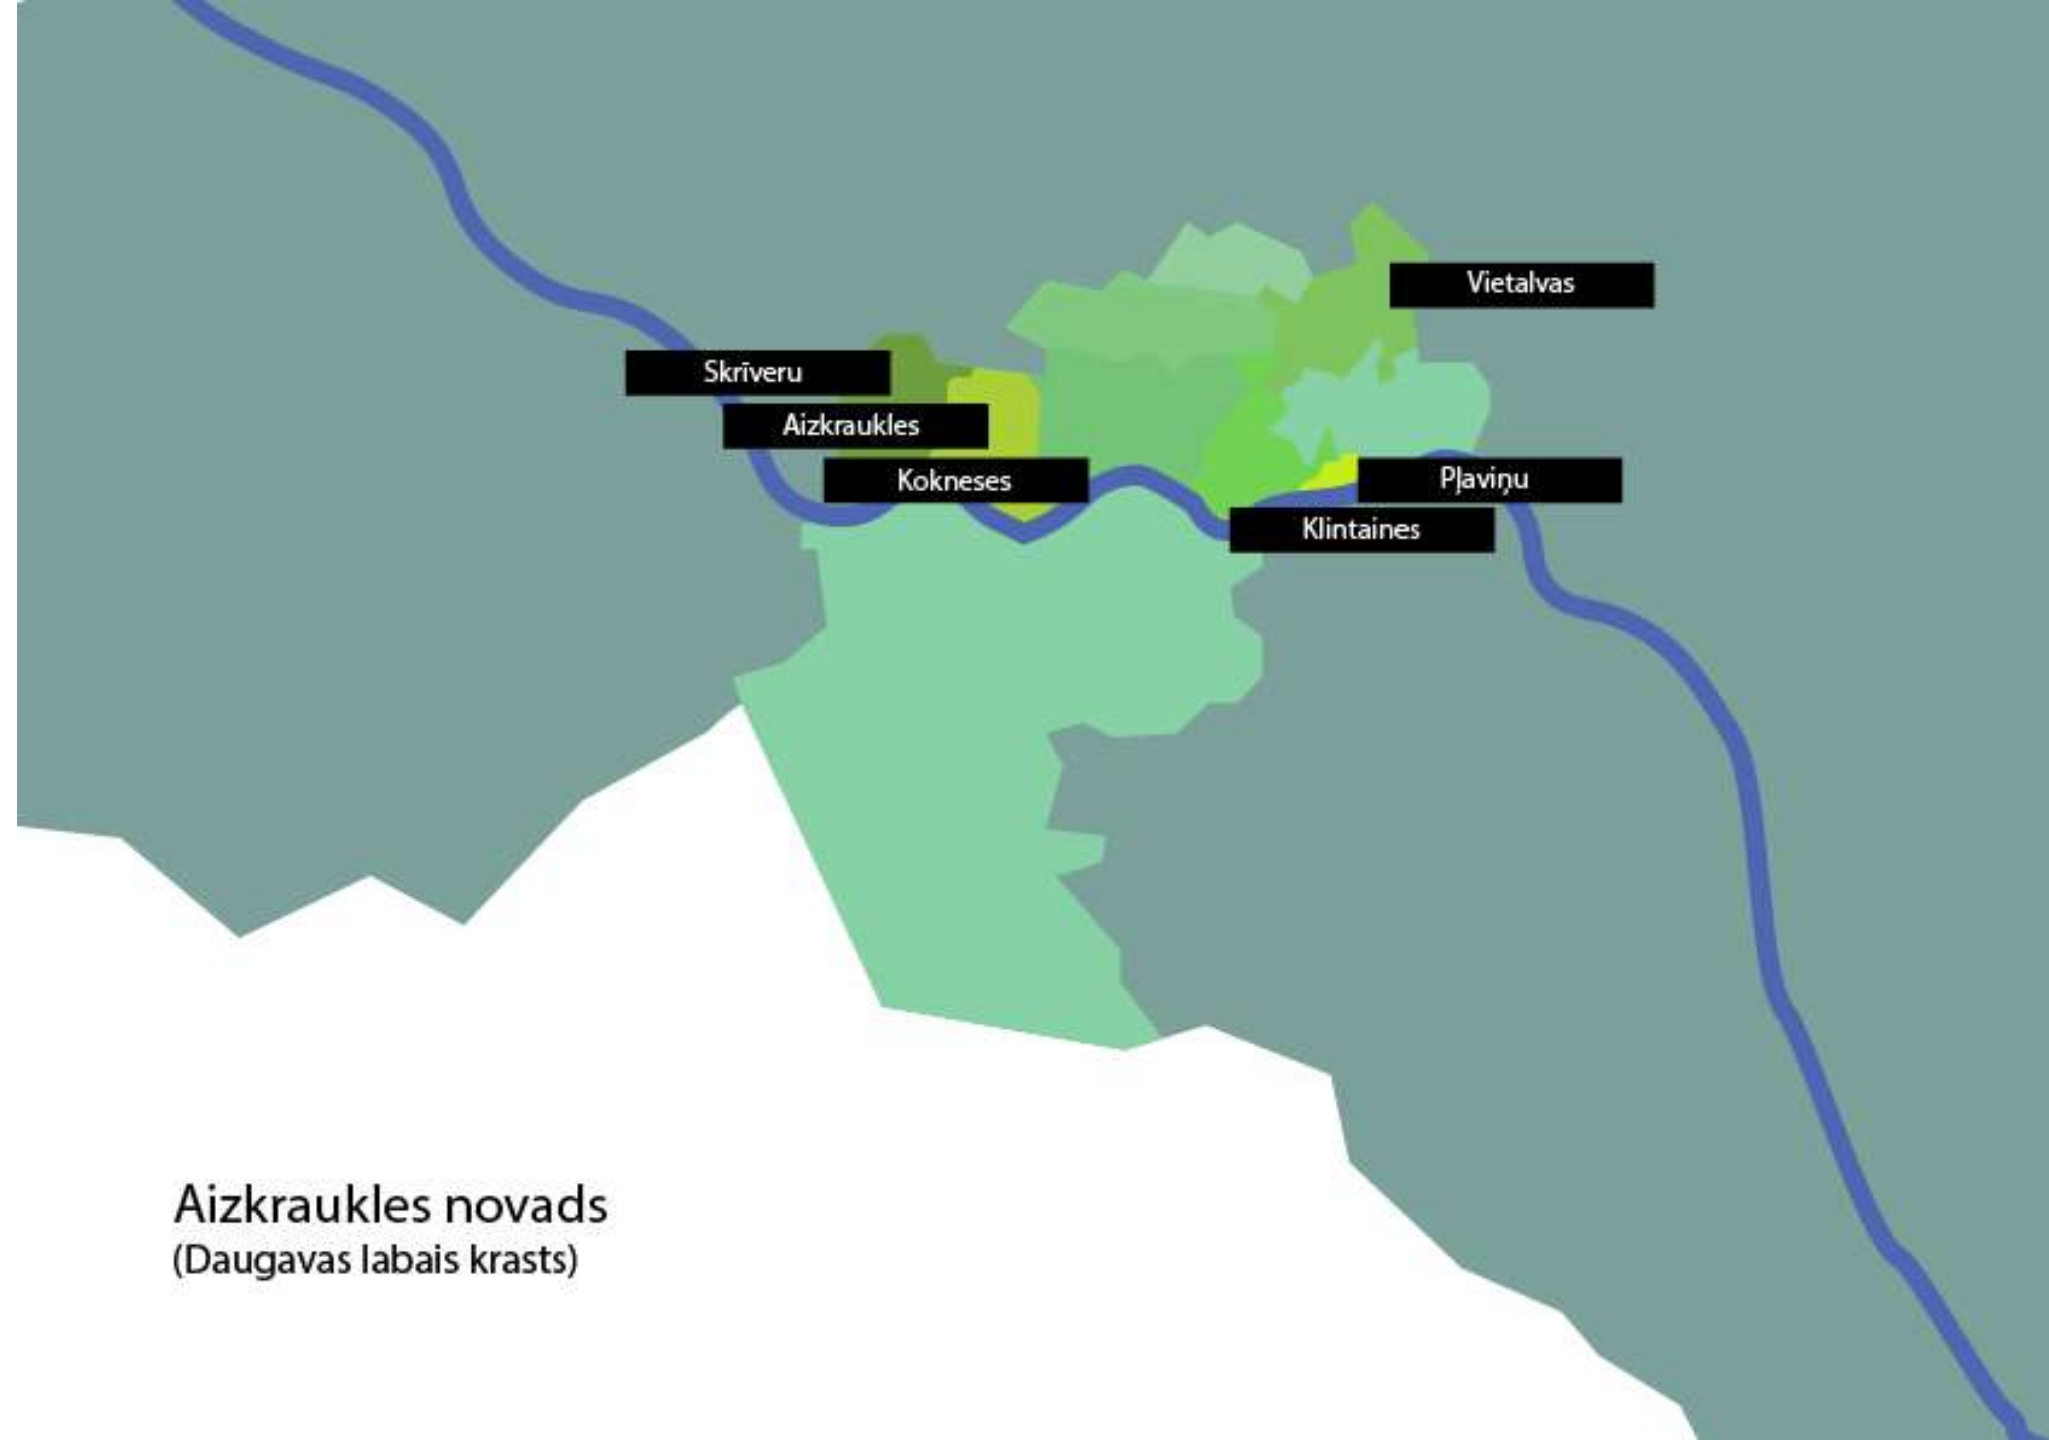 Vietalvas
Skrīveru
Aizkraukles
Kokneses
Pļaviņu
Klintaines
Aizkraukles novads
(Daugavas labais krasts)